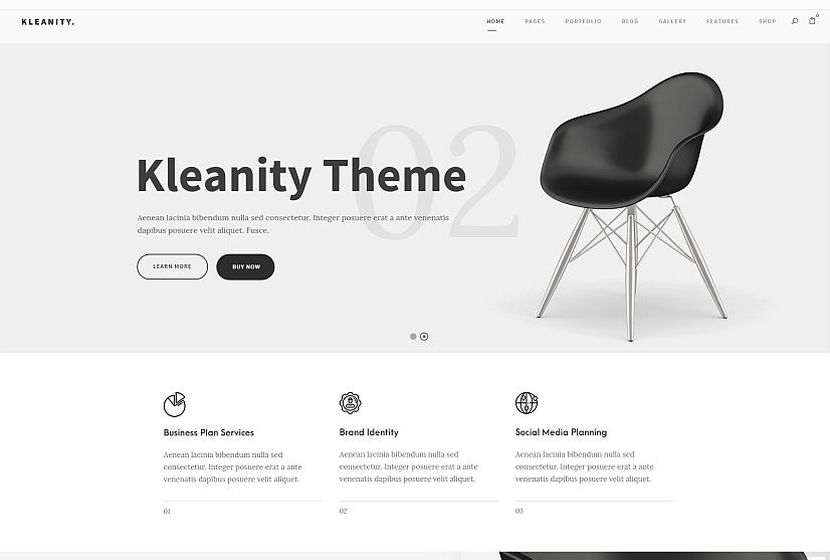 KLEANITY.
HOME PAGES PORTFOLIO BLOG GALLERY FEATURES SHOP
02
Kleanity Theme
Aenean lacinia bibendum nulla sed consectetur. Integer posuere erat a ante venenatis
dapibus posuere velit aliquet. Fusce.
LEARN MORE BUY NOW
Business Plan Services
Aenean lacinia bibendum nulla sed
consectetur. Integer posuere erat a ante
venenatis dapibus posuere velit aliquet.
01
Brand Identity
Aenean lacinia bibendum nulla sed
consectetur. Integer posuere erat a ante
venenatis dapibus posuere velit aliquet.
02
Social Media Planning
Aenean lacinia bibendum nulla sed
consectetur. Integer posuere erat a ante
venenatis dapibus posuere velit aliquet.
03